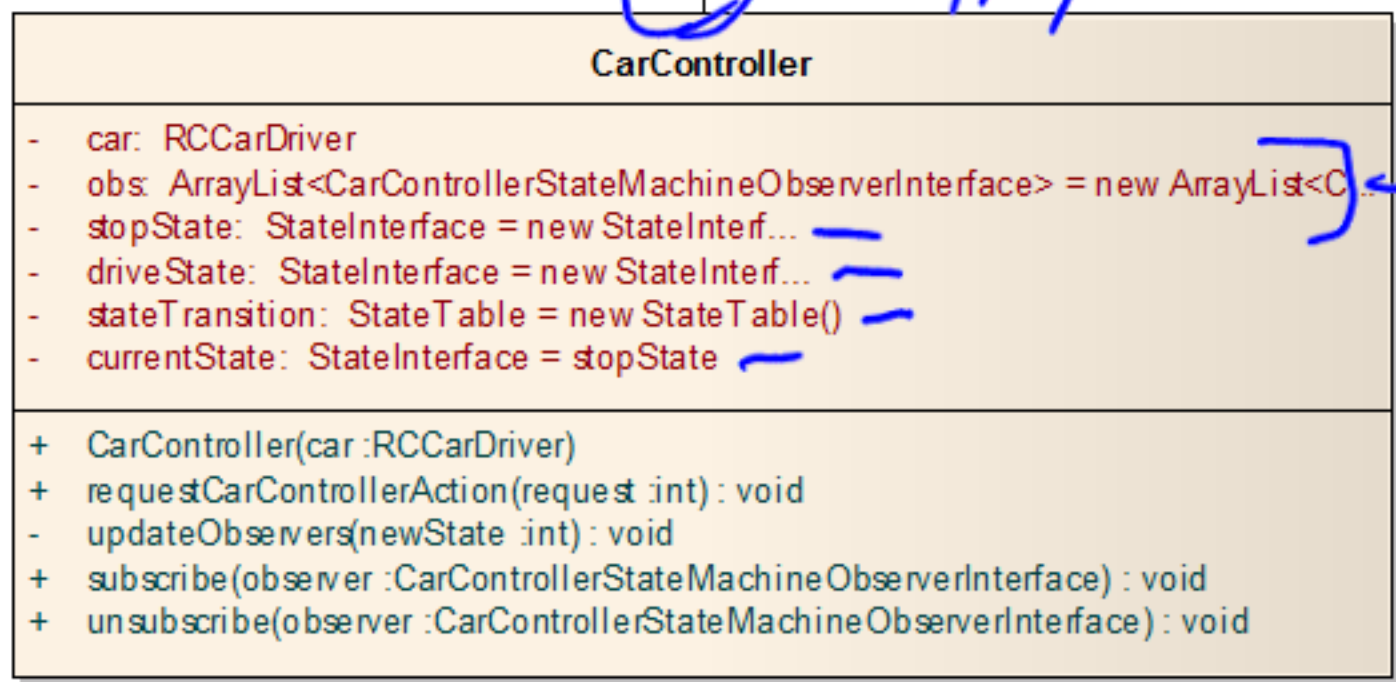 CarController
- car: RCCarDriver
- obs: ArrayList<CarControllerStateMachineObserverInterface> = new ArrayList<C...
- stopState: StateInterface = new StateInterf...
- driveState: StateInterface = new StateInterf...
- stateTransition: StateTable = new StateTable()
- currentState: StateInterface = stopState
+ CarController(car :RCCarDriver)
+ requestCarControllerAction(request :int) : void
- updateObservers(newState :int) : void
+ subscribe(observer :CarControllerStateMachineObserverInterface) : void
+ unsubscribe(observer :CarControllerStateMachineObserverInterface) : void